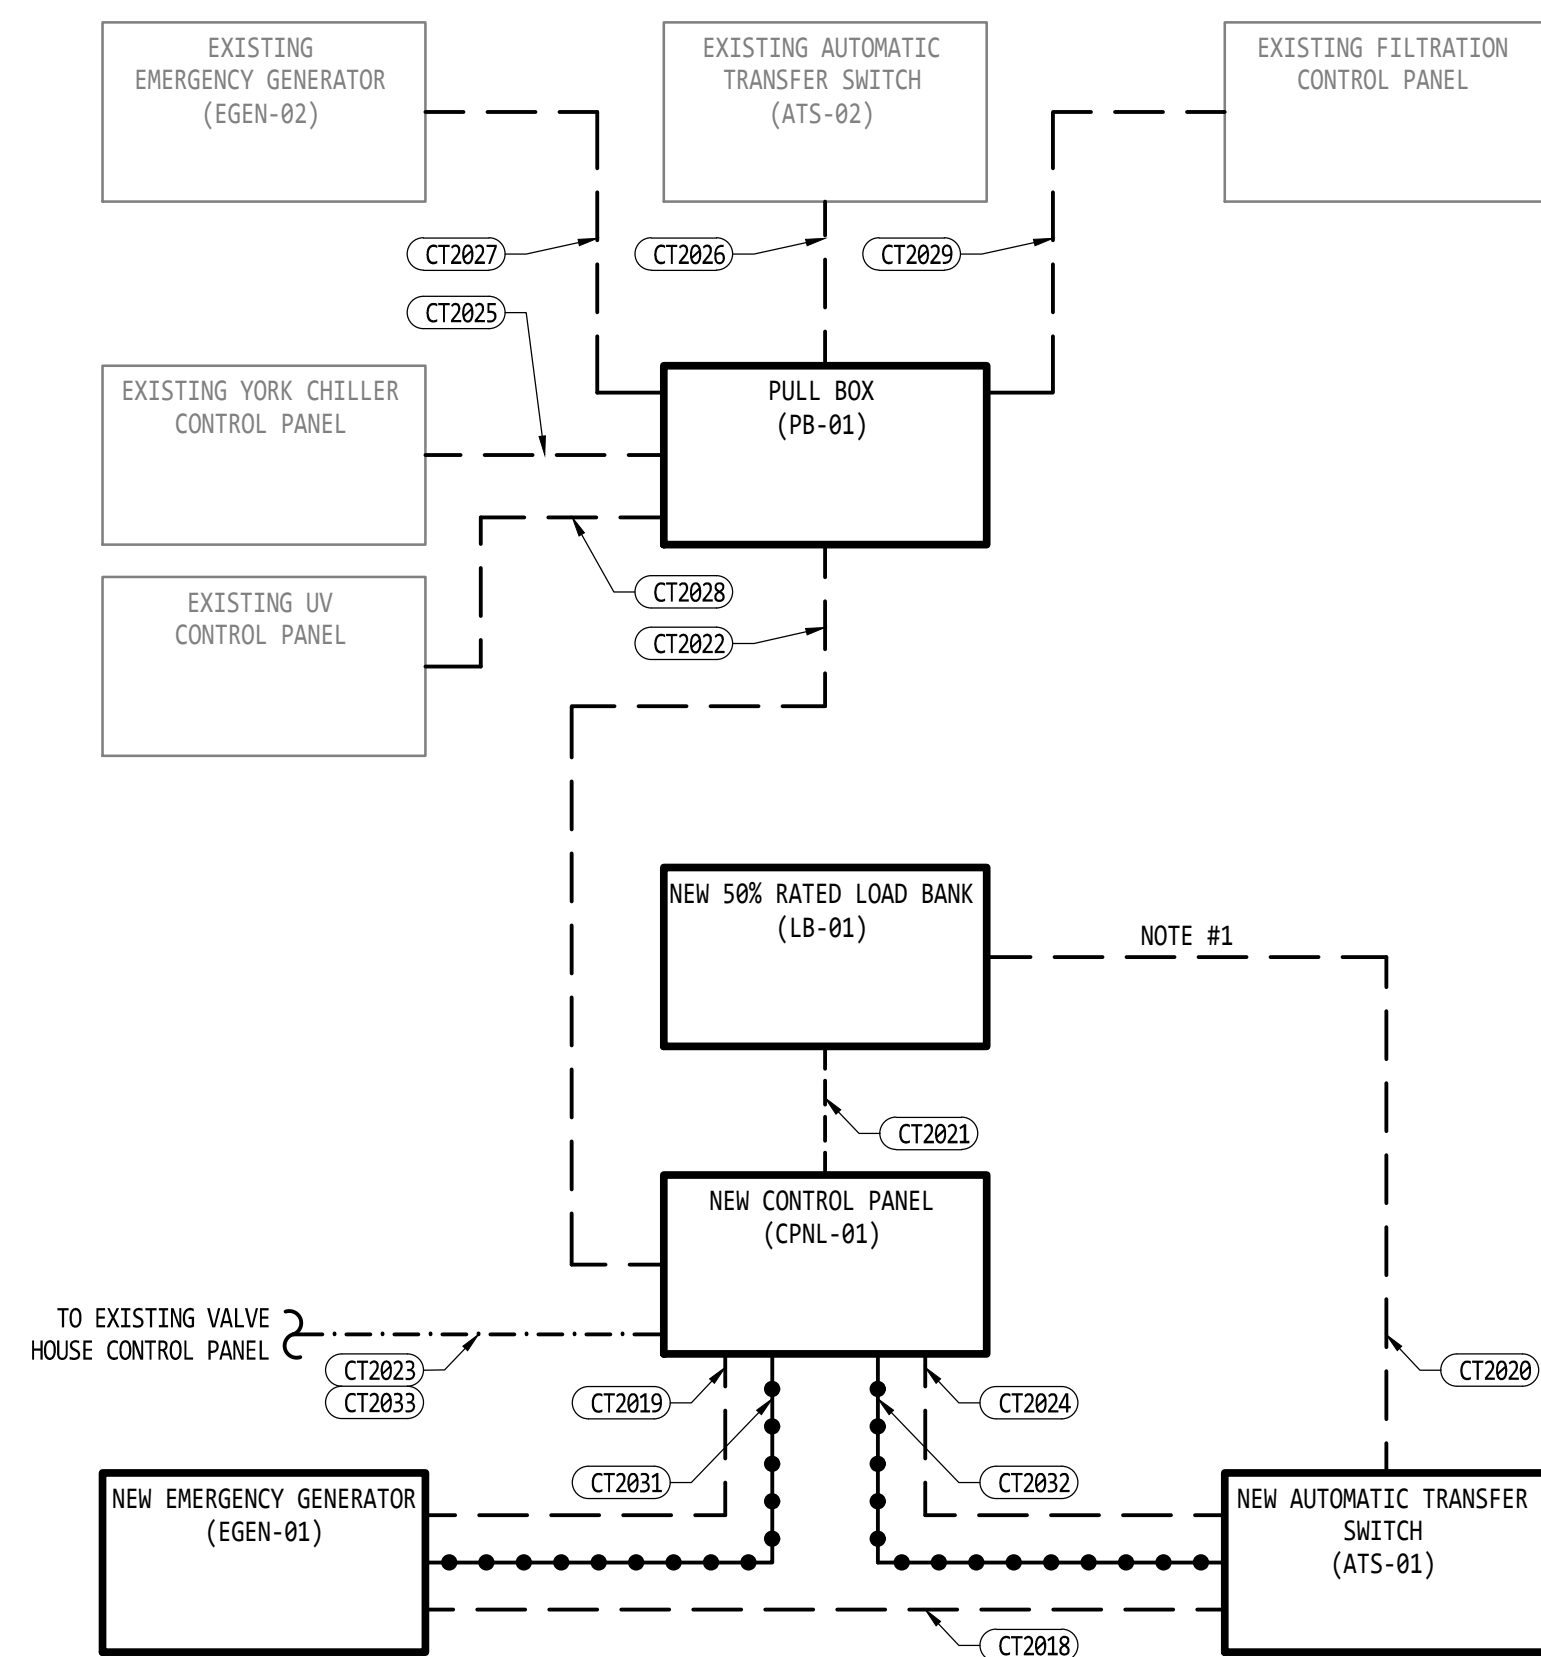 EXISTING
EMERGENCY GENERATOR
(EGEN-02)
EXISTING AUTOMATIC
TRANSFER SWITCH
(ATS-02)
EXISTING FILTRATION
CONTROL PANEL
CT2027
CT2026
CT2029
CT2025
EXISTING YORK CHILLER
CONTROL PANEL
PULL BOX
(PB-01)
CT2028
EXISTING UV
CONTROL PANEL
CT2022
NEW 50% RATED LOAD BANK
(LB-01)
NOTE #1
CT2021
NEW CONTROL PANEL
(CPNL-01)
TO EXISTING VALVE
HOUSE CONTROL PANEL
CT2023
CT2033
CT2019
CT2024
CT2020
CT2031
CT2032
NEW EMERGENCY GENERATOR
(EGEN-01)
NEW AUTOMATIC TRANSFER
SWITCH
(ATS-01)
CT2018